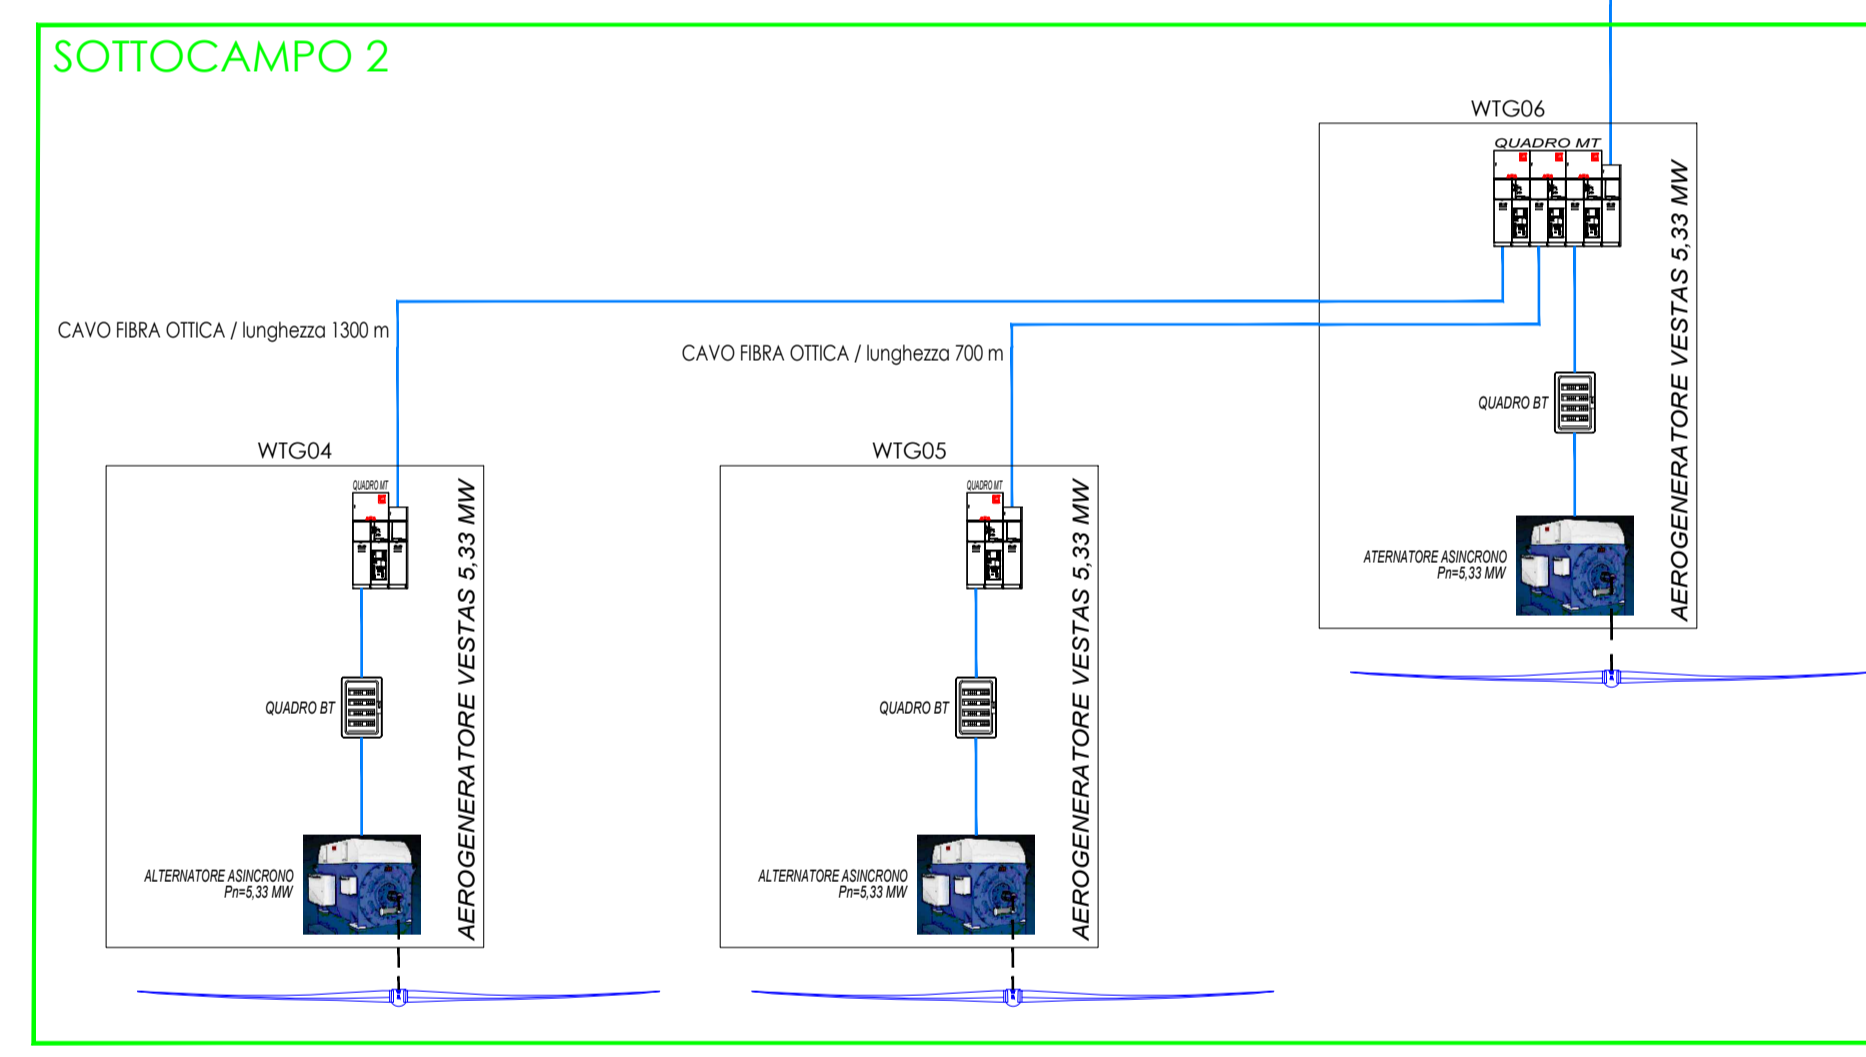 SOTTOCAMPO 2
WTG06
QUADRO MT
AEROGENERATORE VESTAS 5,33 MW
CAVO FIBRA OTTICA / lunghezza 1300 m
CAVO FIBRA OTTICA / lunghezza 700 m
QUADRO BT
ATERNATORE ASINCRONO
Pn=5,33 MW
WTG04
QUADRO MT
AEROGENERATORE VESTAS 5,33 MW
QUADRO BT
ALTERNATORE ASINCRONO
Pn=5,33 MW
WTG05
QUADRO MT
AEROGENERATORE VESTAS 5,33 MW
QUADRO BT
ALTERNATORE ASINCRONO
Pn=5,33 MW